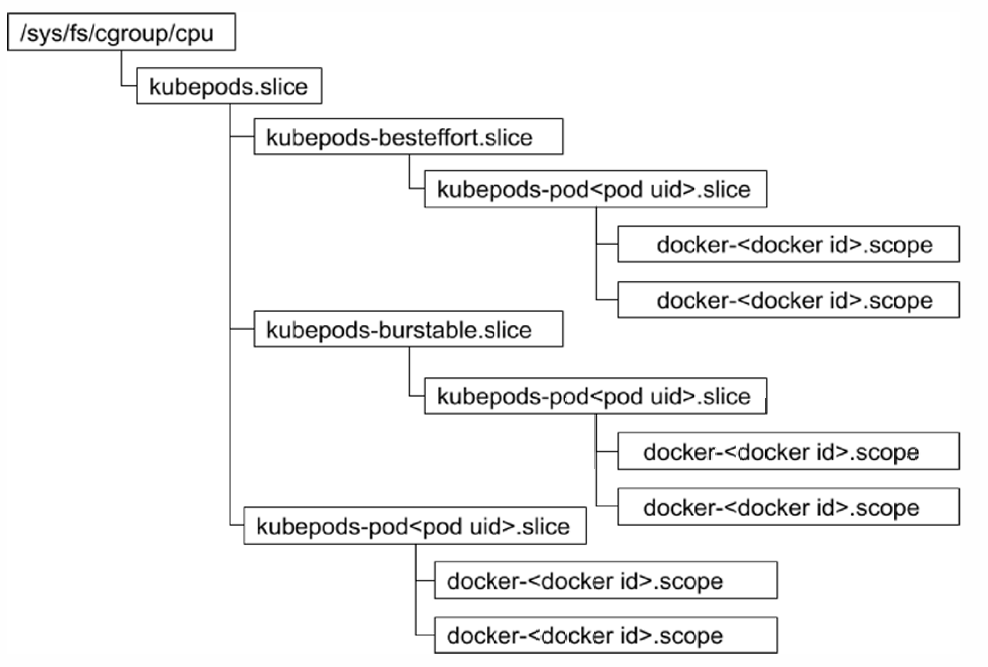 /sys/fs/cgroup/cpu
kubepods.slice
kubepods-besteffort.slice
kubepods-pod<pod uid>.slice
docker-<docker id>.scope
docker-<docker id>.scope
kubepods-burstable.slice
kubepods-pod<pod uid>.slice
docker-<docker id>.scope
docker-<docker id>.scope
kubepods-pod<pod uid>.slice
docker-<docker id>.scope
docker-<docker id>.scope